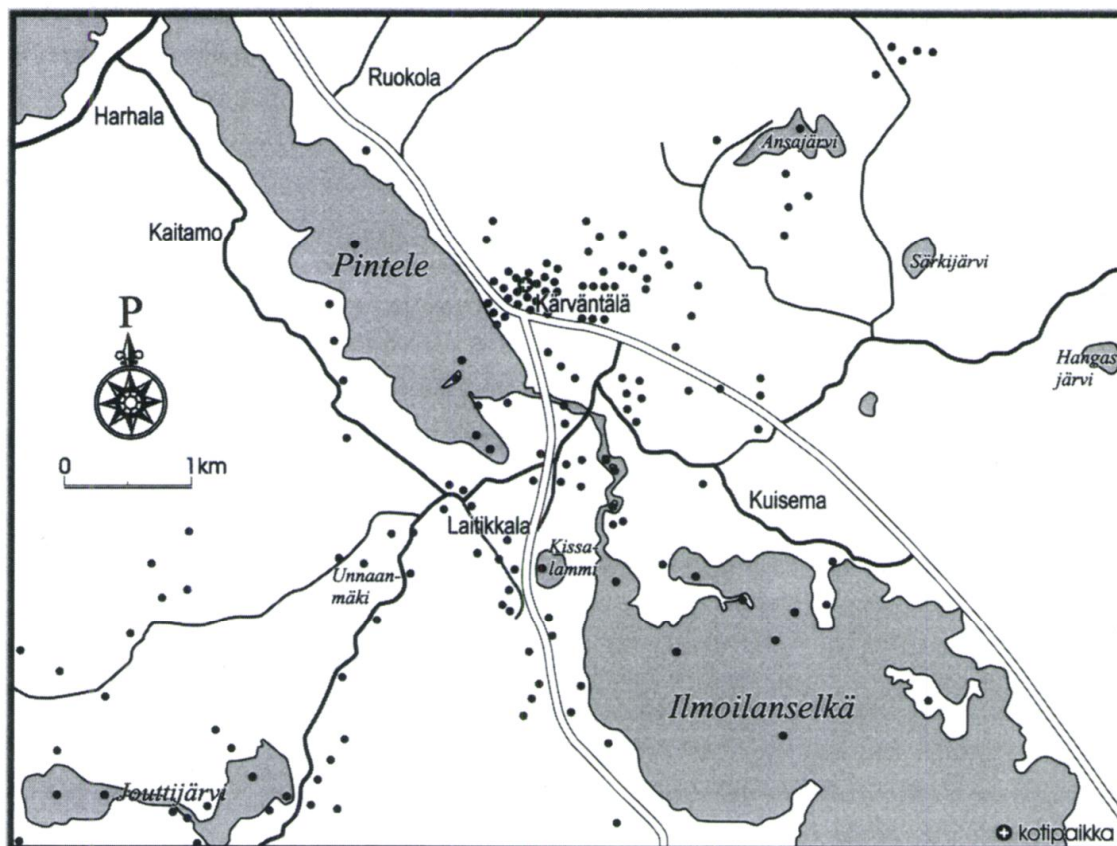 Ruokola
Harhala
Ansajärvi
Kaitamo
Pintele
Särkijärvi
Kärväntälä
P
Hangas
järvi
0 1 km
Kuisema
Laitikkala
Kissa-
lammi
Unnaan-
mäki
Ilmoilanselkä
Jouttijärvi
kotipaikka